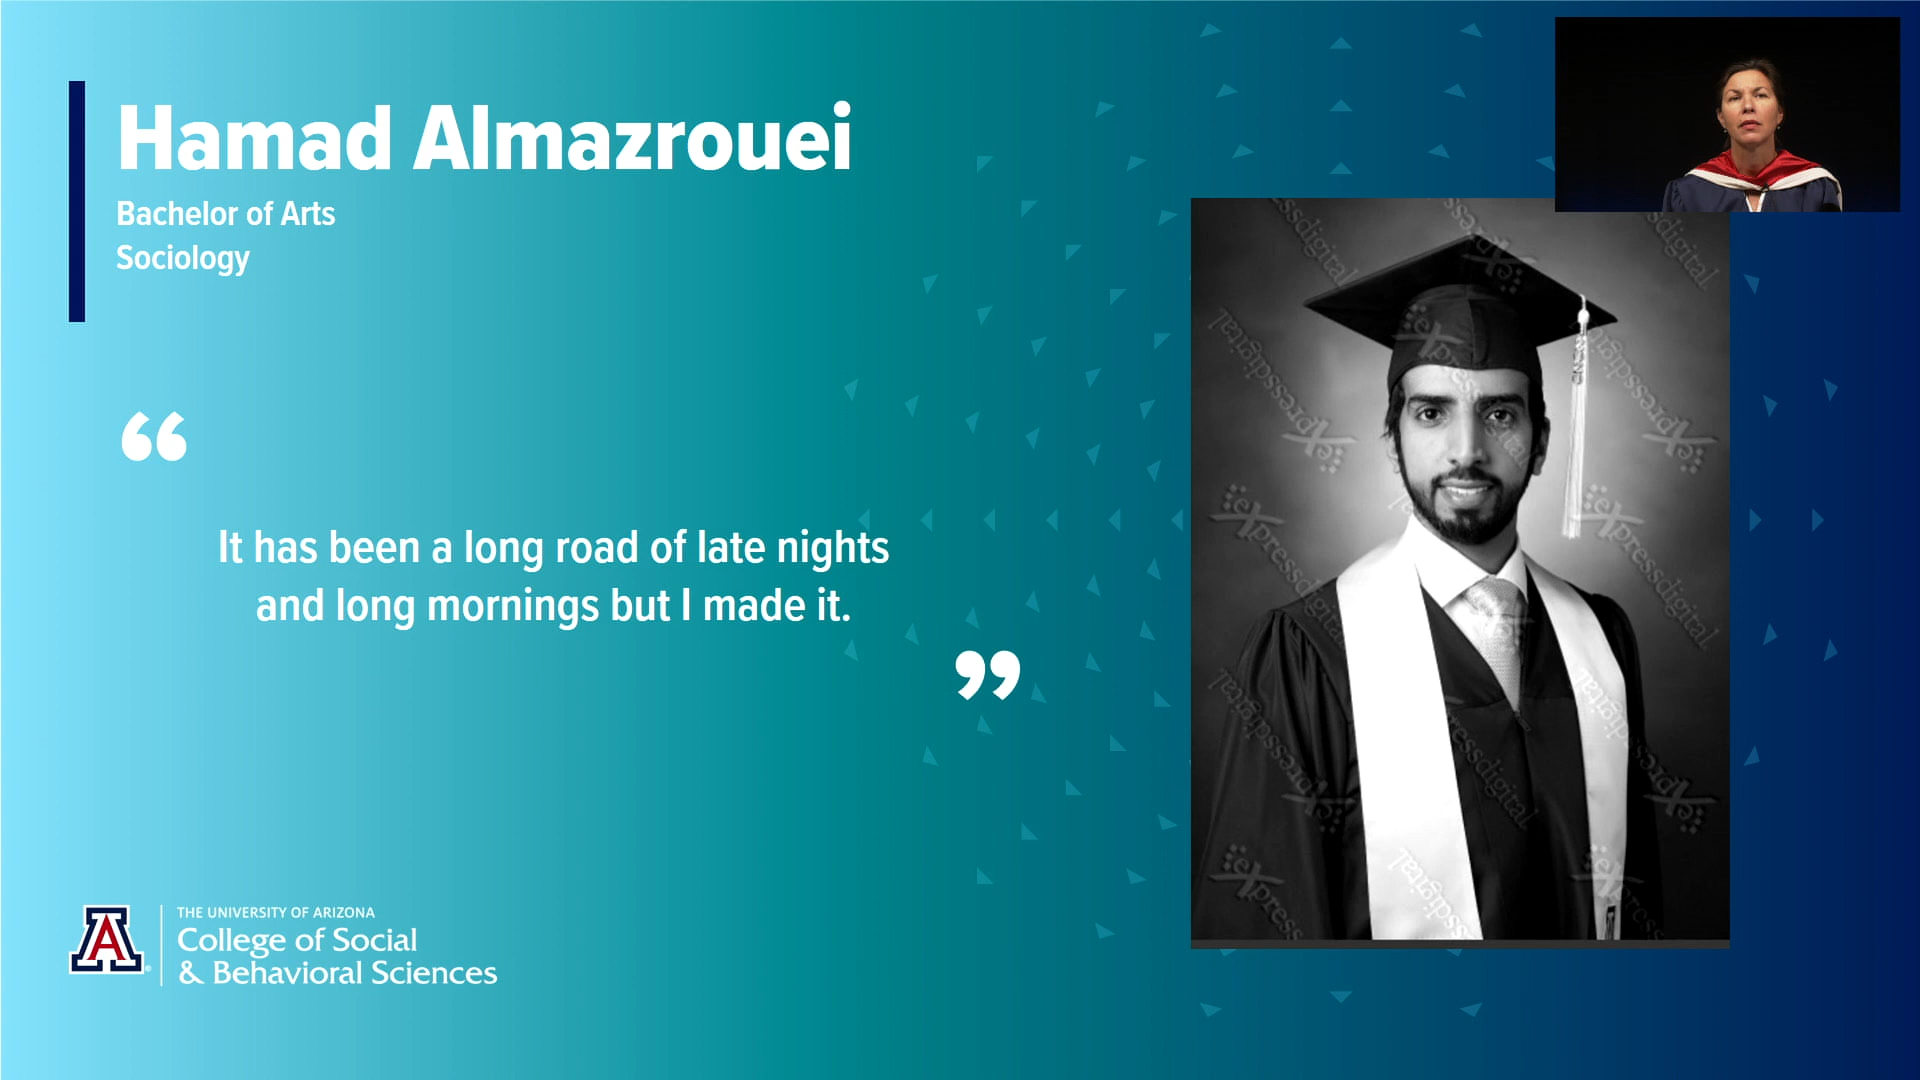 Hamad Almazrouei
Bachelor of Arts
Sociology
“
It has been a long road of late nights
and long mornings but I made it.
”
A
THE UNIVERSITY OF ARIZONA
College of Social
& Behavioral Sciences
eXpressdigital